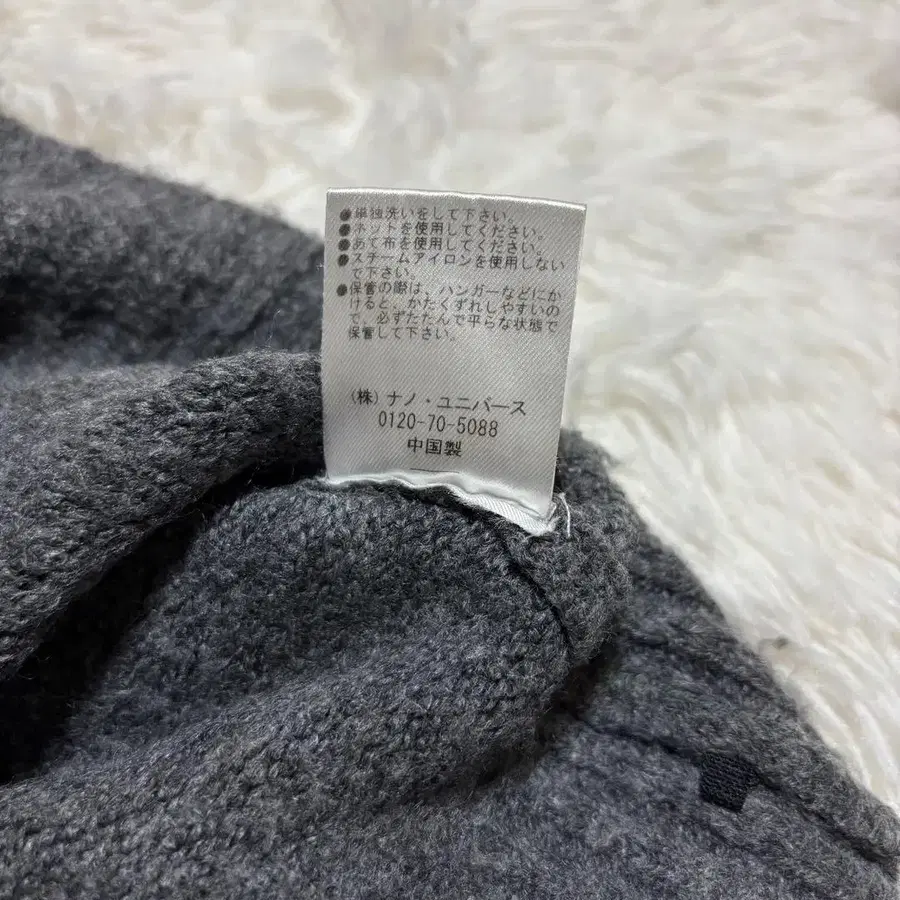 ●単独洗いをして下さい。
●ネットを使用してください。
●あて布を使用して下さい。
●スチームアイロンを使用しない
で下さい。
●保管の際は、ハンガーなどにか
けると、かたくずれしやすいの
で、必ずたたんで平らな状態で
保管して下さい。
(株)ナノ・ユニバース
0120-70-5088
中国製